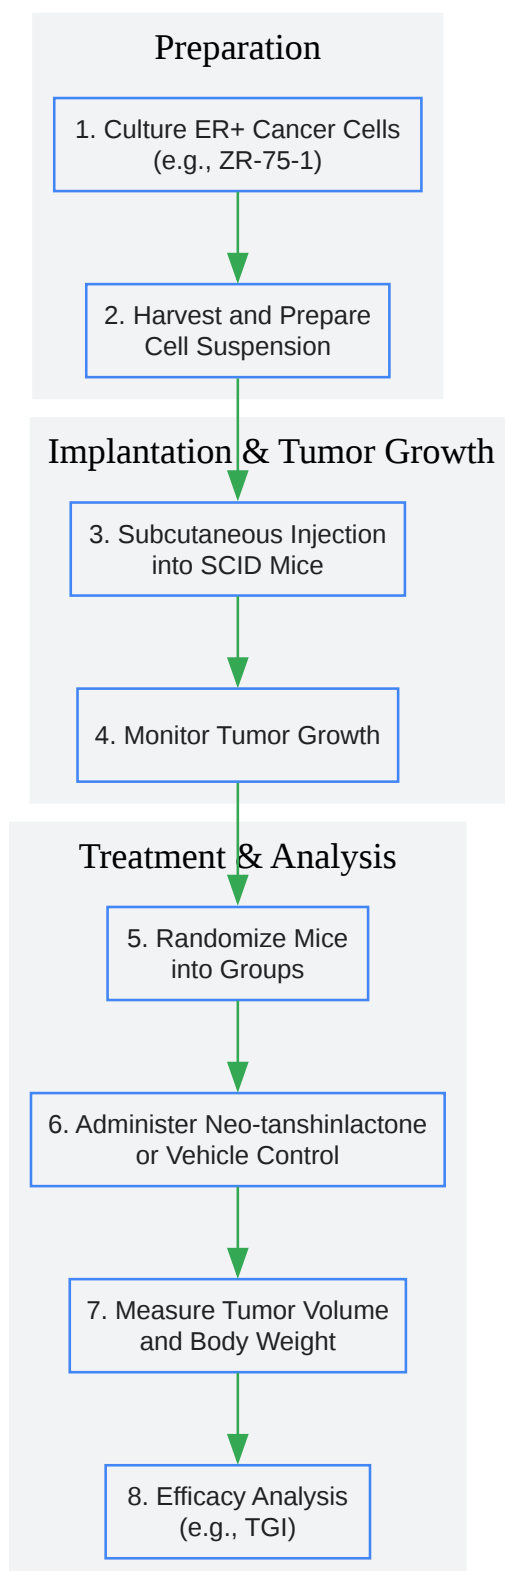 Preparation
1. Culture ER+ Cancer Cells
(e.g., ZR-75-1)
2. Harvest and Prepare
Cell Suspension
Implantation & Tumor Growth
3. Subcutaneous Injection
into SCID Mice
4. Monitor Tumor Growth
Treatment & Analysis
5. Randomize Mice
into Groups
6. Administer Neo-tanshinlactone
or Vehicle Control
7. Measure Tumor Volume
and Body Weight
8. Efficacy Analysis
(e.g., TGI)